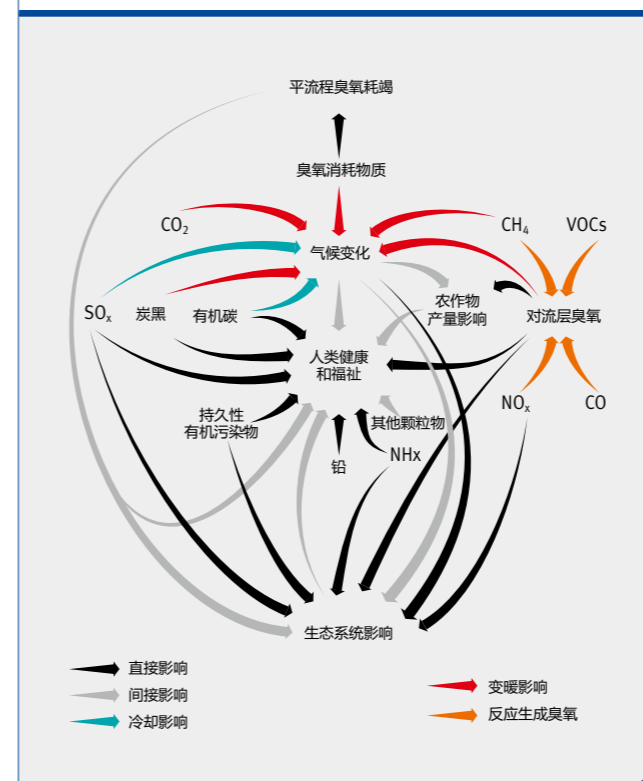 平流程臭氧耗竭
臭氧消耗物质
CO₂
CH₄
VOCs
气候变化
SOₓ
炭黑
有机碳
农作物
产量影响
对流层臭氧
人类健康
和福祉
持久性
有机污染物
其他颗粒物
NOₓ
CO
铅
NHx
生态系统影响
直接影响
间接影响
冷却影响
变暖影响
反应生成臭氧